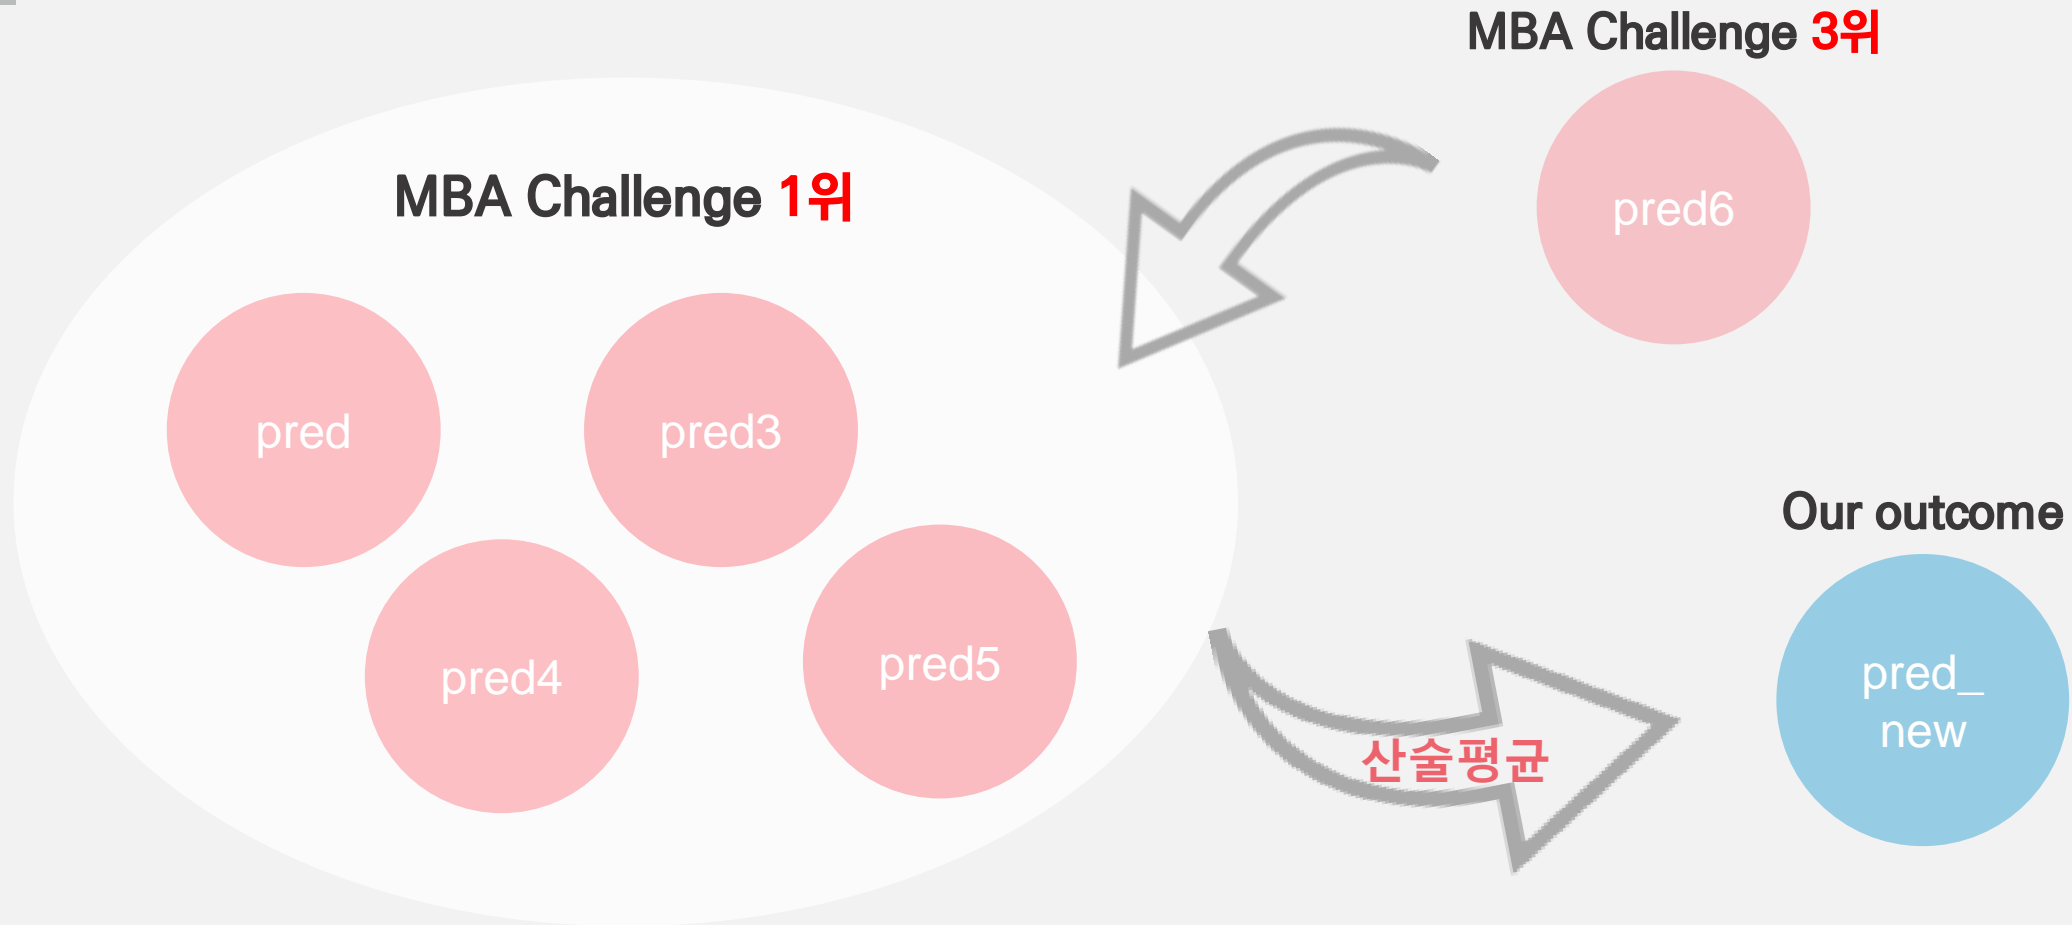 MBA Challenge 3위
pred6
MBA Challenge 1위
pred
pred3
pred4
pred5
산술평균
Our outcome
pred_
new